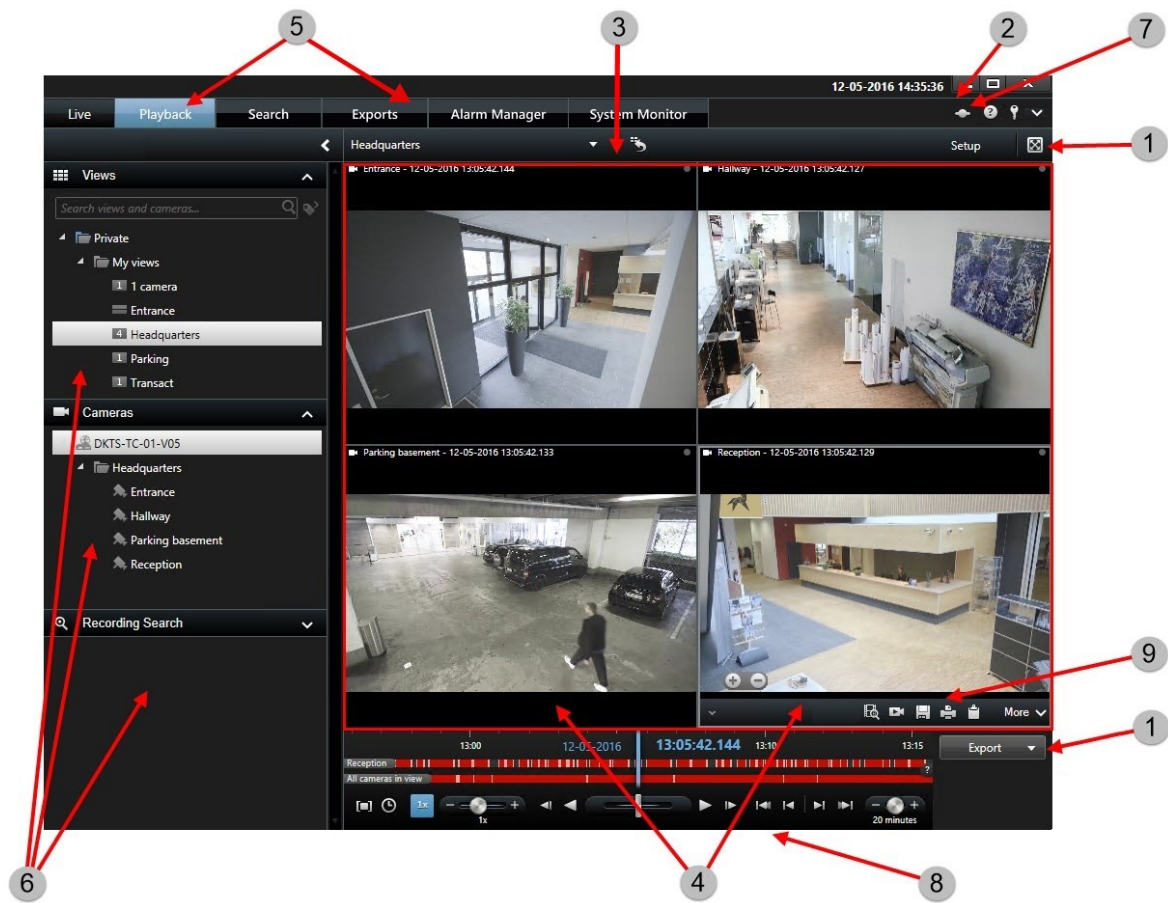 5
3
2
7
12-05-2016 14:35:36
Live Playback Search Exports Alarm Manager System Monitor
Headquarters
Setup
1
Views
Search views and cameras...
Private
My views
1 1 camera
Entrance
4 Headquarters
1 Parking
1 Transact
Cameras
DKTS-TC-01-V05
Headquarters
Entrance
Hallway
Parking basement
Reception
Recording Search
Entrance - 12-05-2016 13:05:42.144
Hallway - 12-05-2016 13:05:42.127
Parking basement - 12-05-2016 13:05:42.133
Reception - 12-05-2016 13:05:42.129
9
More
1
13:00 12-05-2016 13:05:42.144 13:10 13:15
Export
Reception
?
All cameras in view
1x
1x
20 minutes
6
4
8